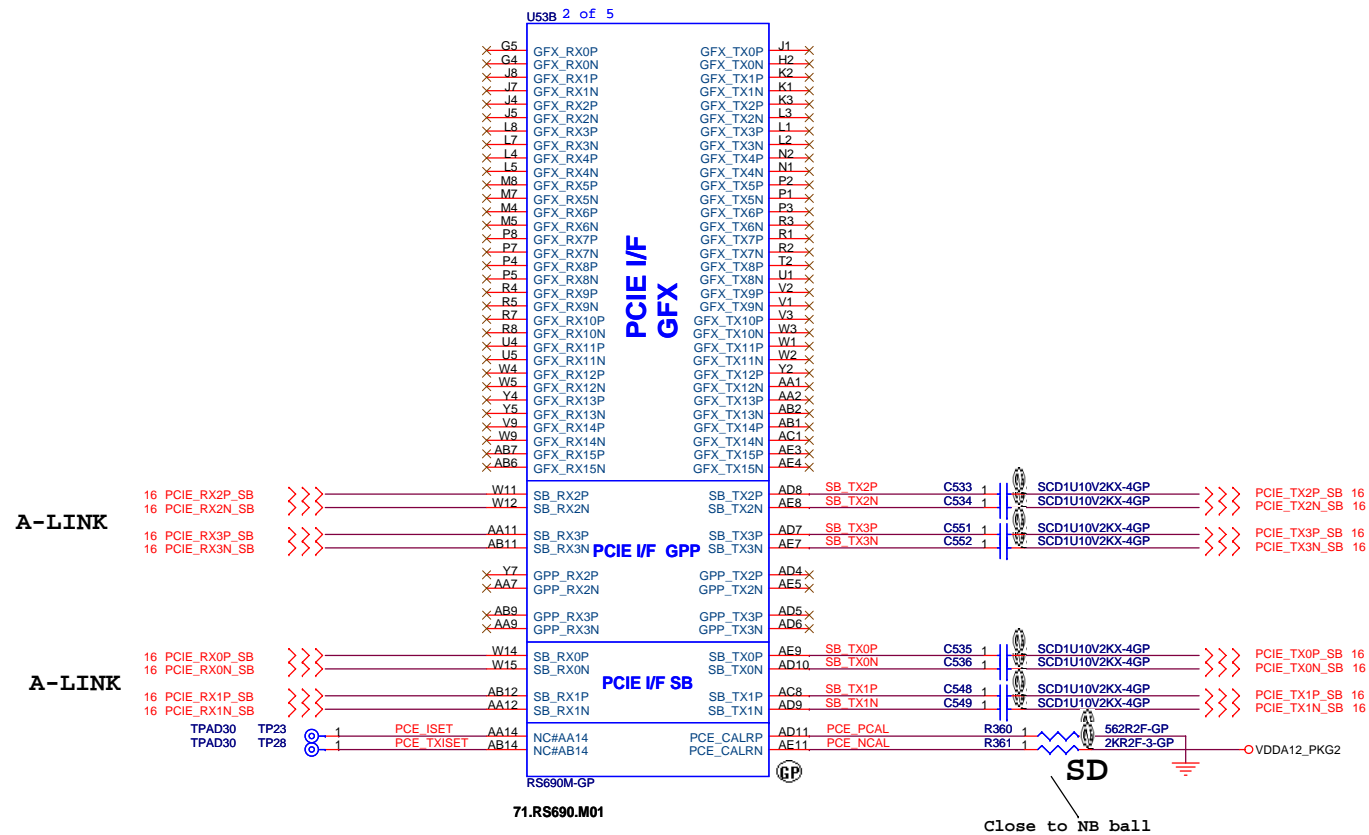 U53B 2 of 5
G5 GFX_RX0P GFX_TX0P J1
G4 GFX_RX0N GFX_TX0N H2
J8 GFX_RX1P GFX_TX1P K2
J7 GFX_RX1N GFX_TX1N K1
J4 GFX_RX2P GFX_TX2P K3
J5 GFX_RX2N GFX_TX2N L3
L8 GFX_RX3P GFX_TX3P L1
L7 GFX_RX3N GFX_TX3N L2
L4 GFX_RX4P GFX_TX4P N2
L5 GFX_RX4N GFX_TX4N N1
M8 GFX_RX5P GFX_TX5P P2
M7 GFX_RX5N GFX_TX5N P1
M4 GFX_RX6P GFX_TX6P P3
M5 GFX_RX6N GFX_TX6N R3
P8 GFX_RX7P GFX_TX7P R1
P7 GFX_RX7N GFX_TX7N R2
P4 GFX_RX8P GFX_TX8P T2
P5 GFX_RX8N GFX_TX8N U1
R4 GFX_RX9P GFX_TX9P V2
R5 GFX_RX9N GFX_TX9N V1
R7 GFX_RX10P GFX_TX10P V3
R8 GFX_RX10N GFX_TX10N W3
U4 GFX_RX11P GFX_TX11P W1
U5 GFX_RX11N GFX_TX11N W2
W4 GFX_RX12P GFX_TX12P Y2
W5 GFX_RX12N GFX_TX12N AA1
Y4 GFX_RX13P GFX_TX13P AA2
Y5 GFX_RX13N GFX_TX13N AB2
V9 GFX_RX14P GFX_TX14P AB1
W9 GFX_RX14N GFX_TX14N AC1
AB7 GFX_RX15P GFX_TX15P AE3
AB6 GFX_RX15N GFX_TX15N AE4
PCIE I/F
GFX
16 PCIE_RX2P_SB W11 SB_RX2P SB_TX2P AD8 SB_TX2P C533 1 SCD1U10V2KX-4GP PCIE_TX2P_SB 16
16 PCIE_RX2N_SB W12 SB_RX2N SB_TX2N AE8 SB_TX2N C534 1 SCD1U10V2KX-4GP PCIE_TX2N_SB 16
A-LINK
16 PCIE_RX3P_SB AA11 SB_RX3P SB_TX3P AD7 SB_TX3P C551 1 SCD1U10V2KX-4GP PCIE_TX3P_SB 16
16 PCIE_RX3N_SB AB11 SB_RX3N PCIE I/F GPP SB_TX3N AE7 SB_TX3N C552 1 SCD1U10V2KX-4GP PCIE_TX3N_SB 16
Y7 GPP_RX2P GPP_TX2P AD4
AA7 GPP_RX2N GPP_TX2N AE5
AB9 GPP_RX3P GPP_TX3P AD5
AA9 GPP_RX3N GPP_TX3N AD6
16 PCIE_RX0P_SB W14 SB_RX0P SB_TX0P AE9 SB_TX0P C535 1 SCD1U10V2KX-4GP PCIE_TX0P_SB 16
16 PCIE_RX0N_SB W15 SB_RX0N SB_TX0N AD10 SB_TX0N C536 1 SCD1U10V2KX-4GP PCIE_TX0N_SB 16
A-LINK PCIE I/F SB
16 PCIE_RX1P_SB AB12 SB_RX1P SB_TX1P AC8 SB_TX1P C548 1 SCD1U10V2KX-4GP PCIE_TX1P_SB 16
16 PCIE_RX1N_SB AA12 SB_RX1N SB_TX1N AD9 SB_TX1N C549 1 SCD1U10V2KX-4GP PCIE_TX1N_SB 16
TPAD30 TP23 1 PCE_ISET AA14 NC#AA14 PCE_CALRP AD11 PCE_PCAL R360 1 562R2F-GP
TPAD30 TP28 1 PCE_TXISET AB14 NC#AB14 PCE_CALRN AE11 PCE_NCAL R361 1 2KR2F-3-GP VDDA12_PKG2
GP
SD
RS690M-GP
71.RS690.M01
Close to NB ball